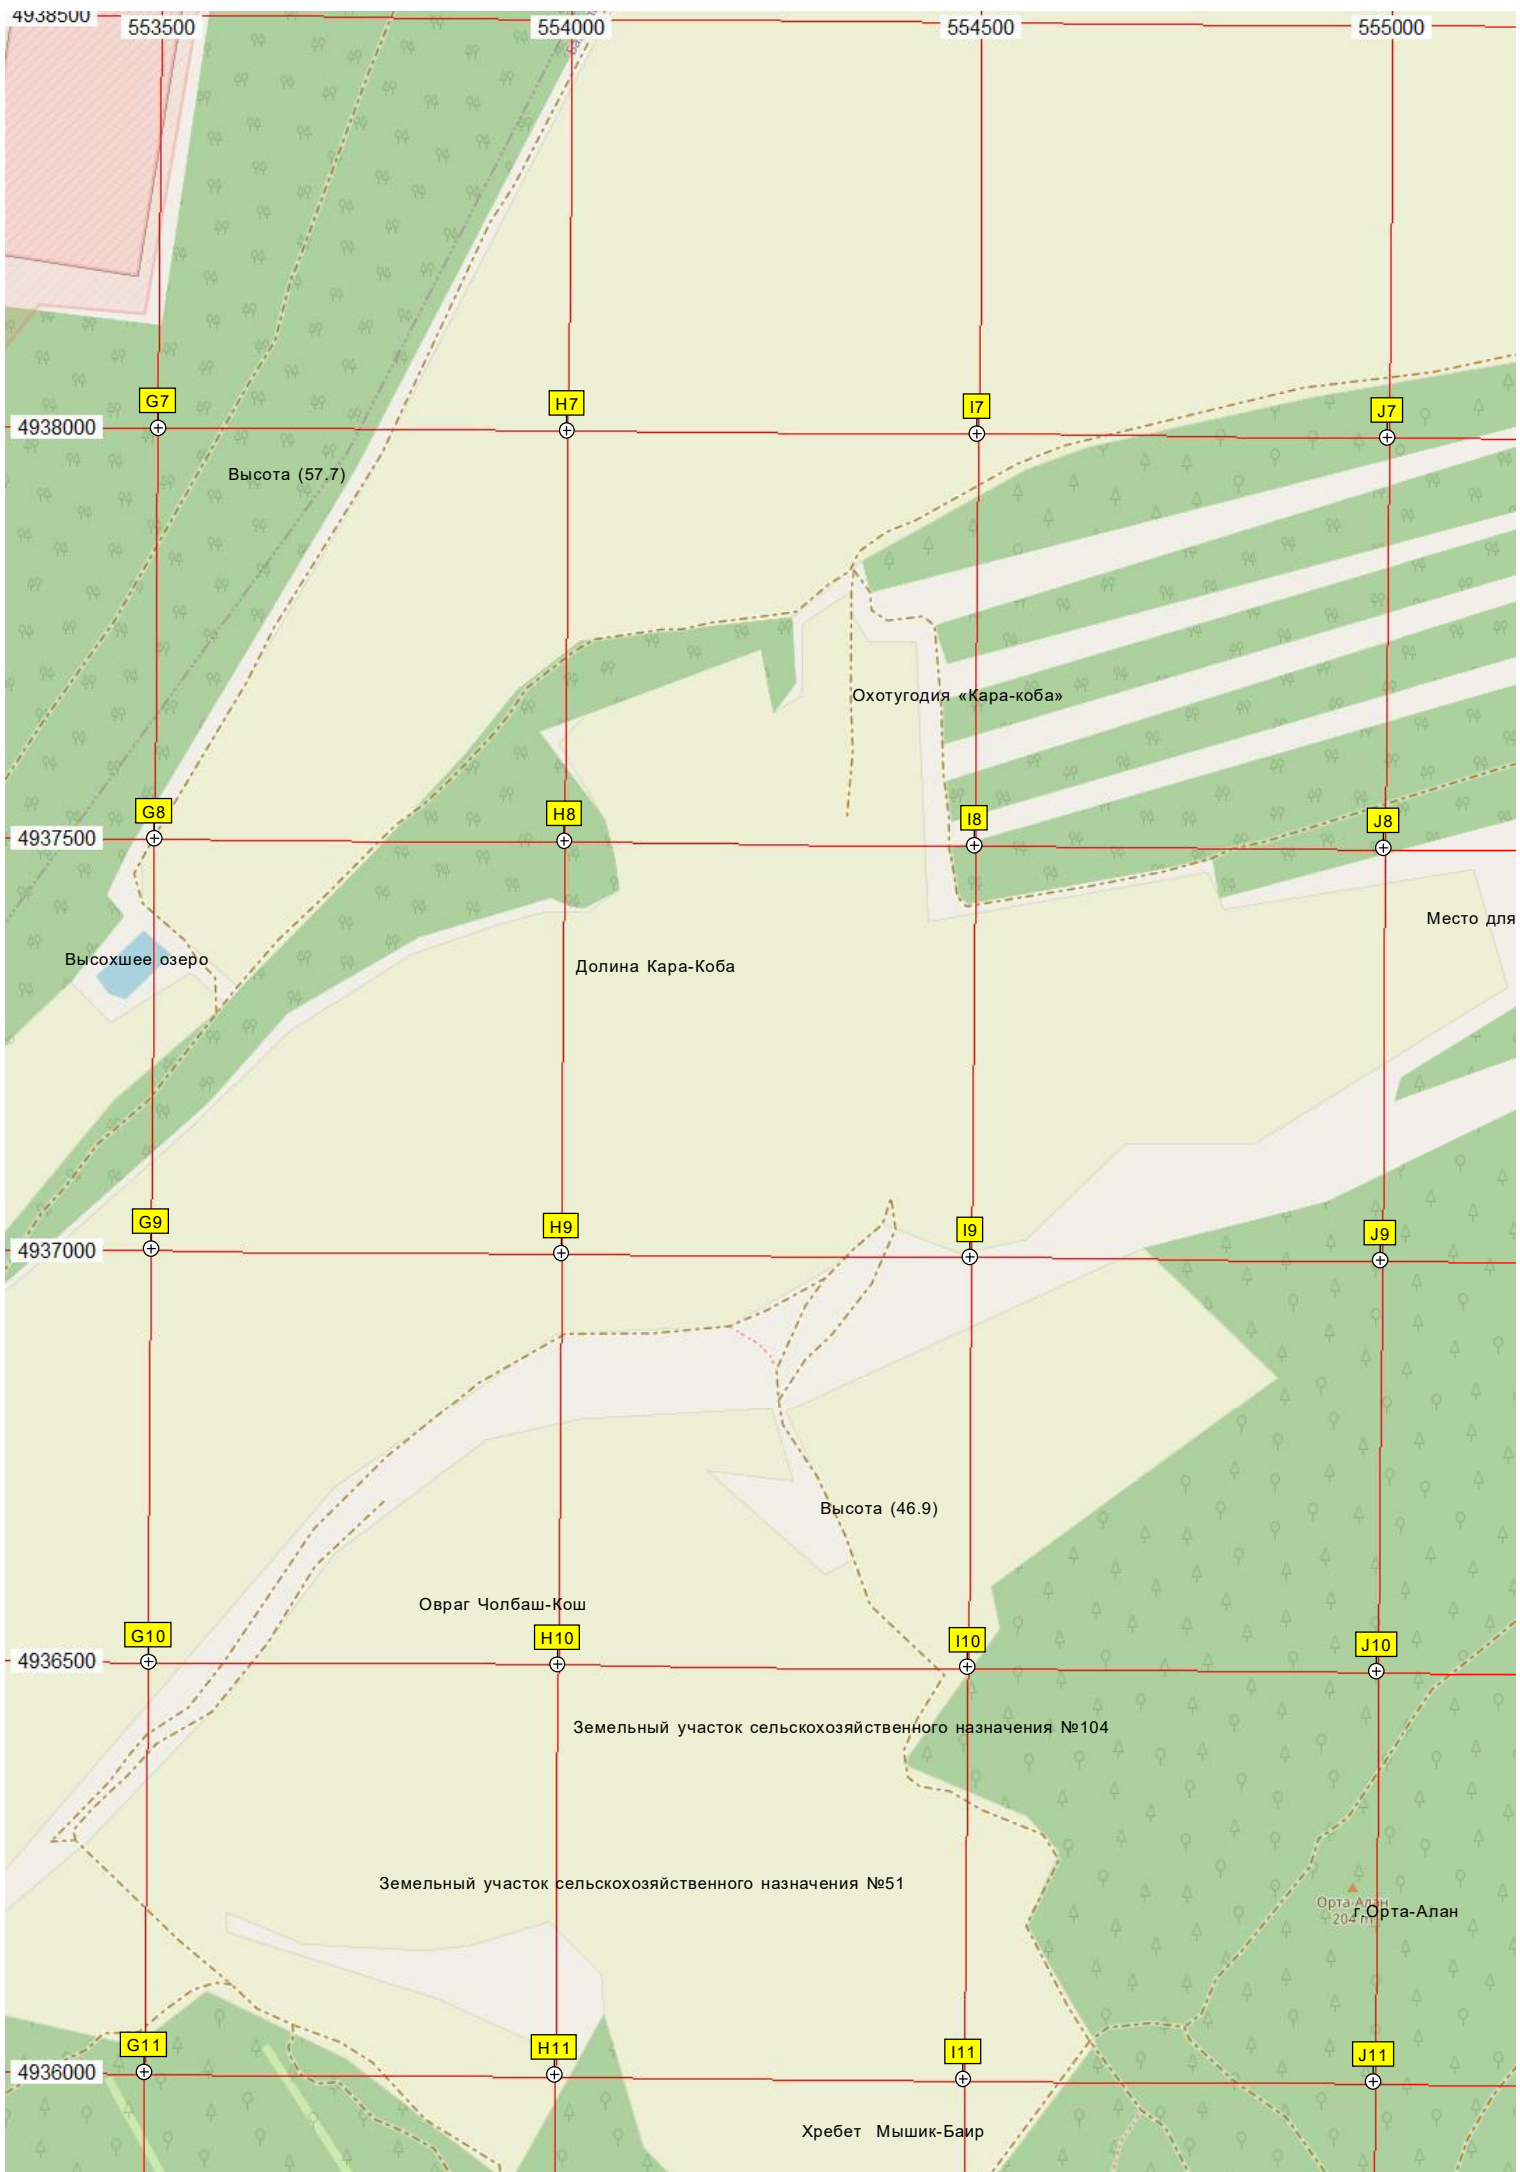 4938500
553500
554000
554500
555000
G7
H7
I7
J7
4938000
Высота (57.7)
Охотугодия «Кара-коба»
G8
H8
I8
J8
4937500
Место для
Высохшее озеро
Долина Кара-Коба
G9
H9
I9
J9
4937000
Высота (46.9)
Овраг Чолбаш-Кош
G10
H10
I10
J10
4936500
Земельный участок сельскохозяйственного назначения №104
Земельный участок сельскохозяйственного назначения №51
Орта-Алан
204 m
г.Орта-Алан
G11
H11
I11
J11
4936000
Хребет Мышик-Баир